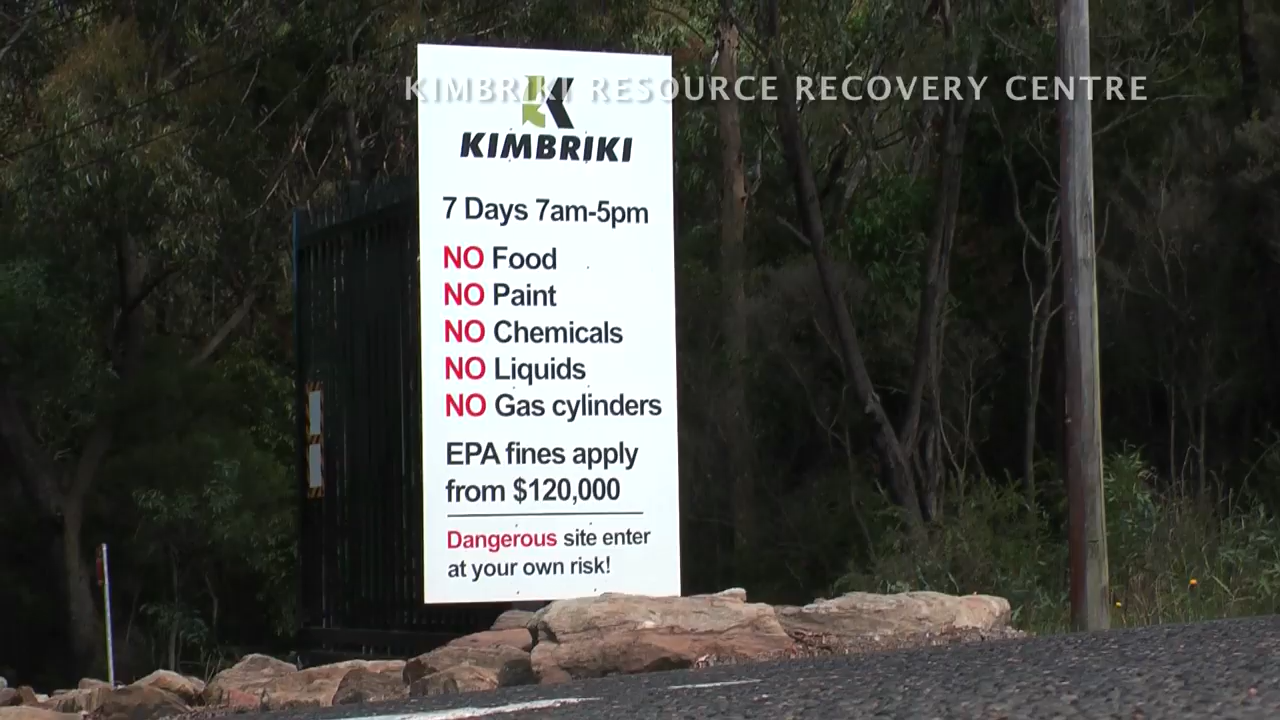 KIMBRIKI RESOURCE RECOVERY CENTRE
KIMBRIKI
7 Days 7am-5pm
NO Food
NO Paint
NO Chemicals
NO Liquids
NO Gas cylinders
EPA fines apply
from $120,000
Dangerous site enter
at your own risk!